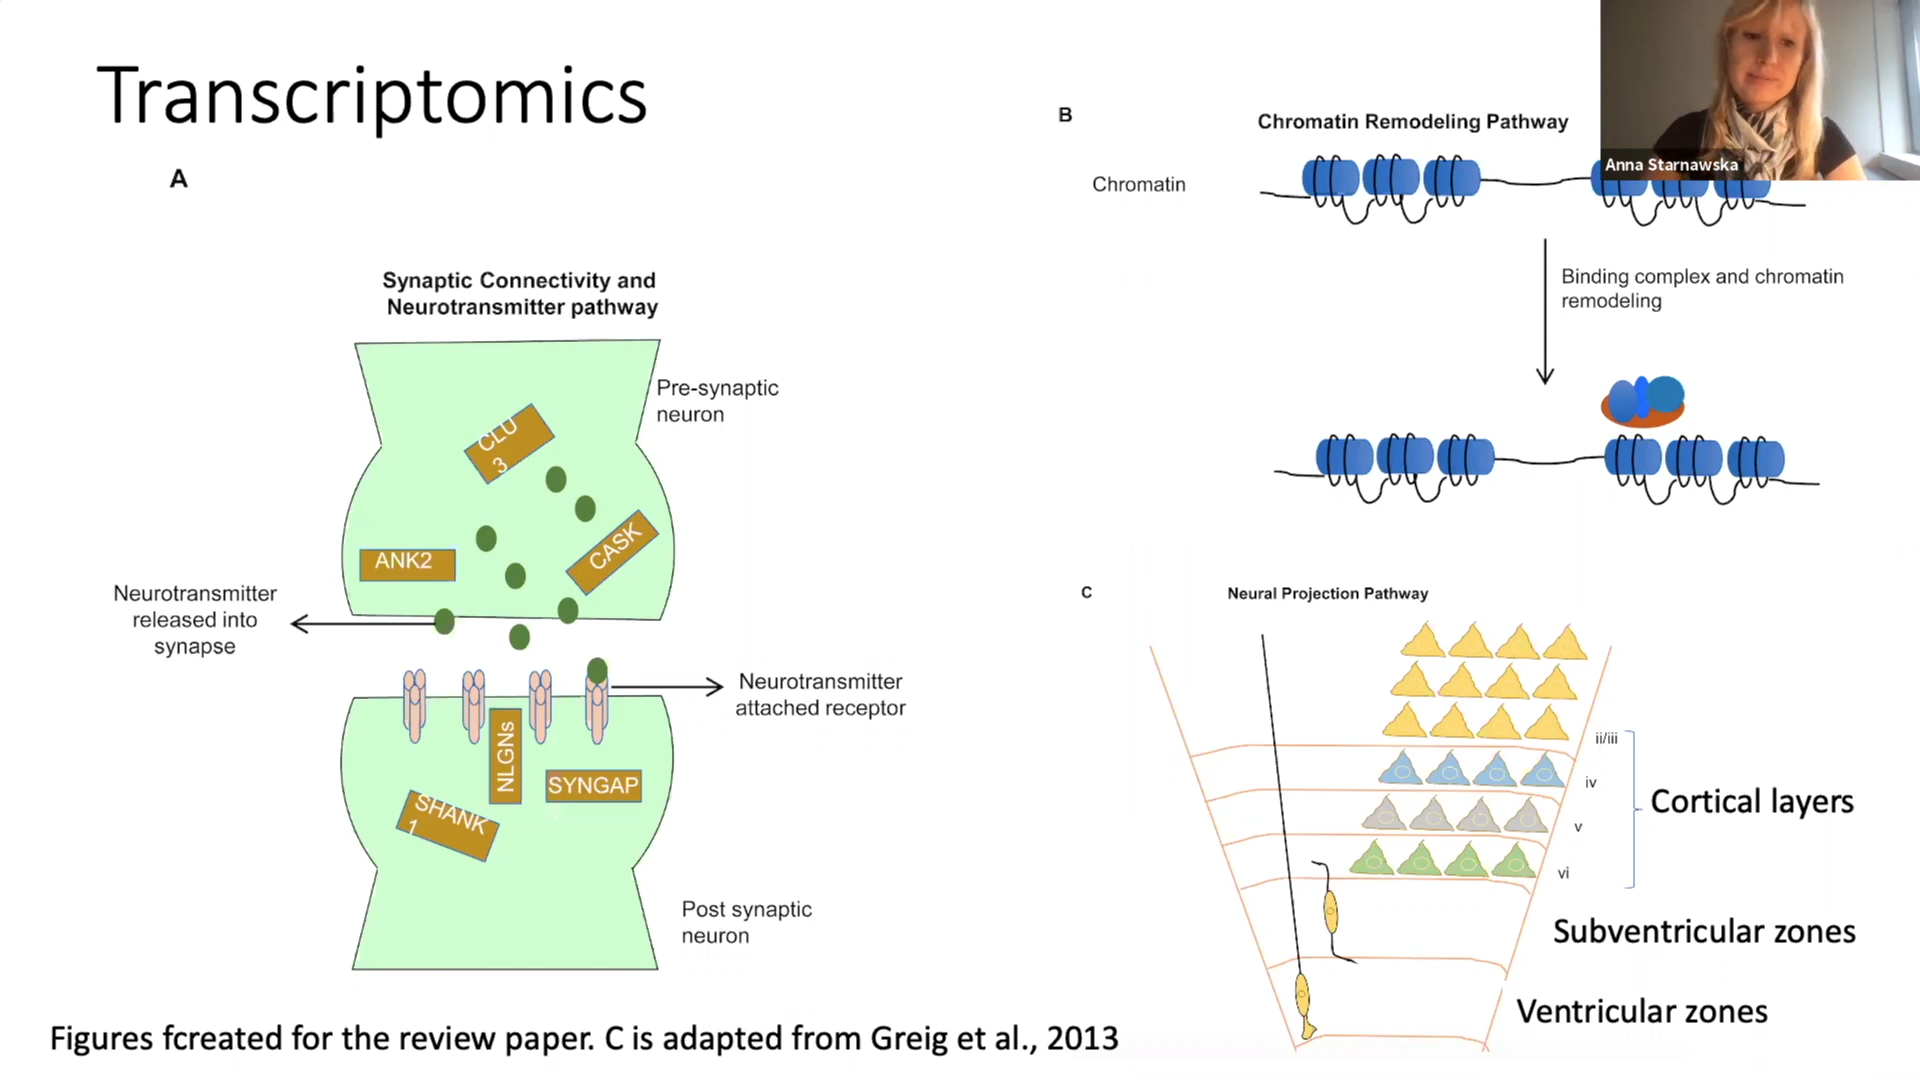 Transcriptomics
A
Synaptic Connectivity and
Neurotransmitter pathway
Pre-synaptic
neuron
CLU
3
CASK
ANK2
Neurotransmitter
released into
synapse
Neurotransmitter
attached receptor
NLGNs
SYNGAP
SHANK
1
Post synaptic
neuron
B
Chromatin Remodeling Pathway
Anna Starnawska
Chromatin
Binding complex and chromatin
remodeling
C
Neural Projection Pathway
ii/iii
iv
v
vi
Cortical layers
Subventricular zones
Ventricular zones
Figures fcreated for the review paper. C is adapted from Greig et al., 2013